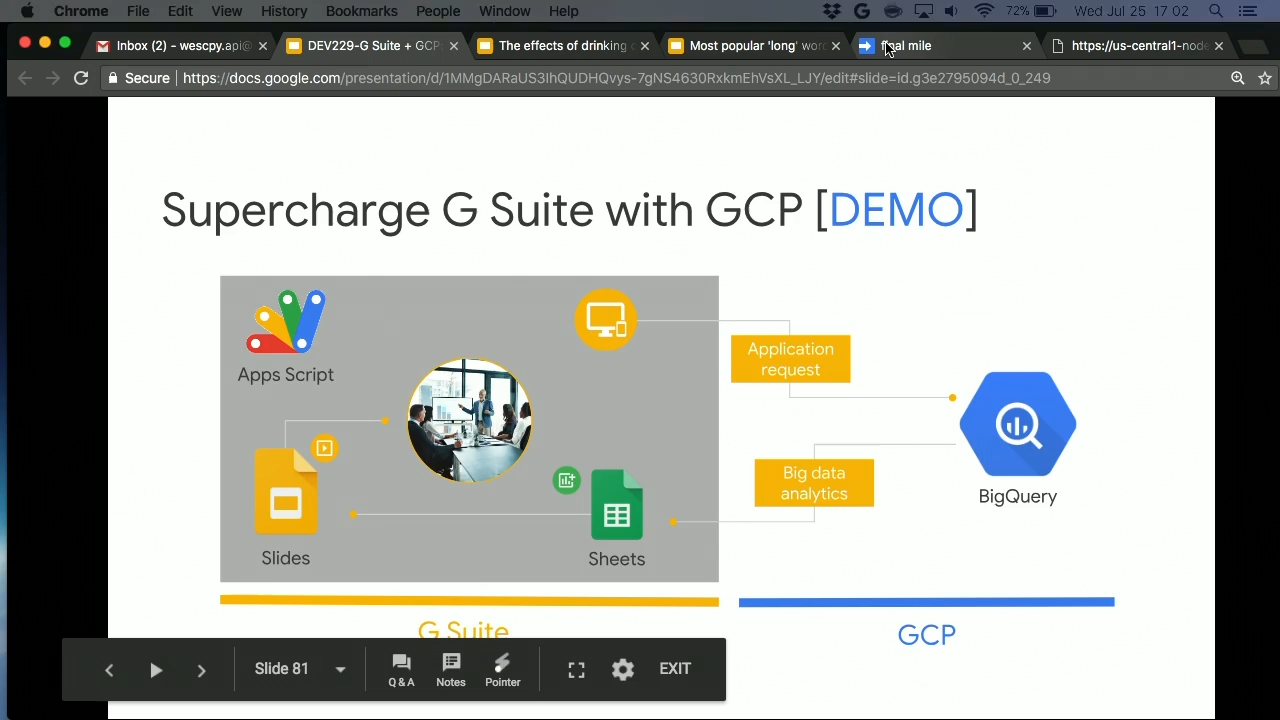 Chrome File Edit View History Bookmarks People Window Help 72% Wed Jul 25 17 02
Inbox (2) - wescpy.api@
DEV229-G Suite + GCP
The effects of drinking
Most popular 'long' wor
mile
https://us-central1-node
Secure https://docs.google.com/presentation/d/1MMgDARaUS3IhQUDHQvys-7gNS4630RxkmEhVsXL_LJY/edit#slide=id.g3e2795094d_0_249
Supercharge G Suite with GCP [DEMO]
Apps Script
Application
request
Big data
analytics
BigQuery
Slides
Sheets
G Suite
GCP
Slide 81
Q & A
Notes
Pointer
EXIT